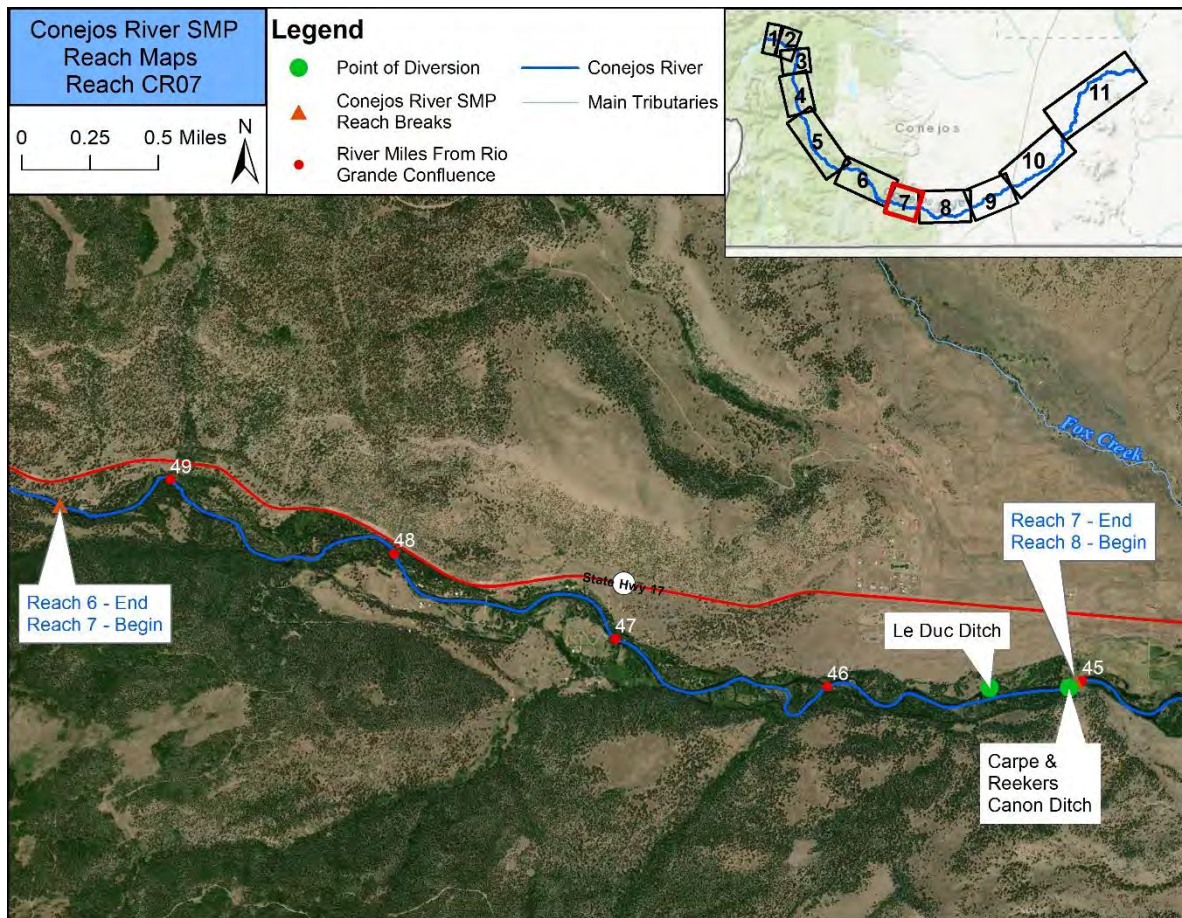 Conejos River SMP
Reach Maps
Reach CR07
0 0.25 0.5 Miles
N
Legend
Point of Diversion
Conejos River SMP
Reach Breaks
River Miles From Rio
Grande Confluence
Conejos River
Main Tributaries
1
2
3
4
5
6
7
8
9
10
11
Conejos
Fox Creek
49
48
State Hwy 17
47
46
45
Reach 6 - End
Reach 7 - Begin
Reach 7 - End
Reach 8 - Begin
Le Duc Ditch
Carpe &
Reekers
Canon Ditch